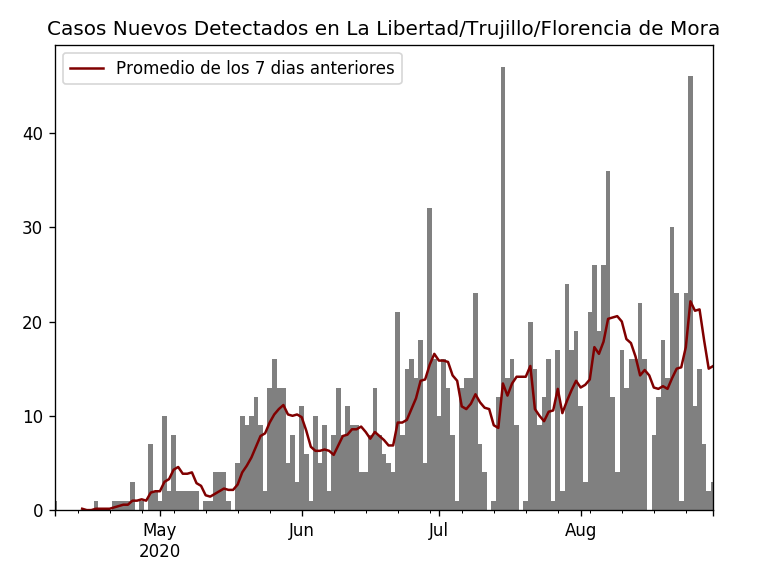 Casos Nuevos Detectados en La Libertad/Trujillo/Florencia de Mora
Promedio de los 7 dias anteriores
40
30
20
10
0
May Jun Jul Aug
2020